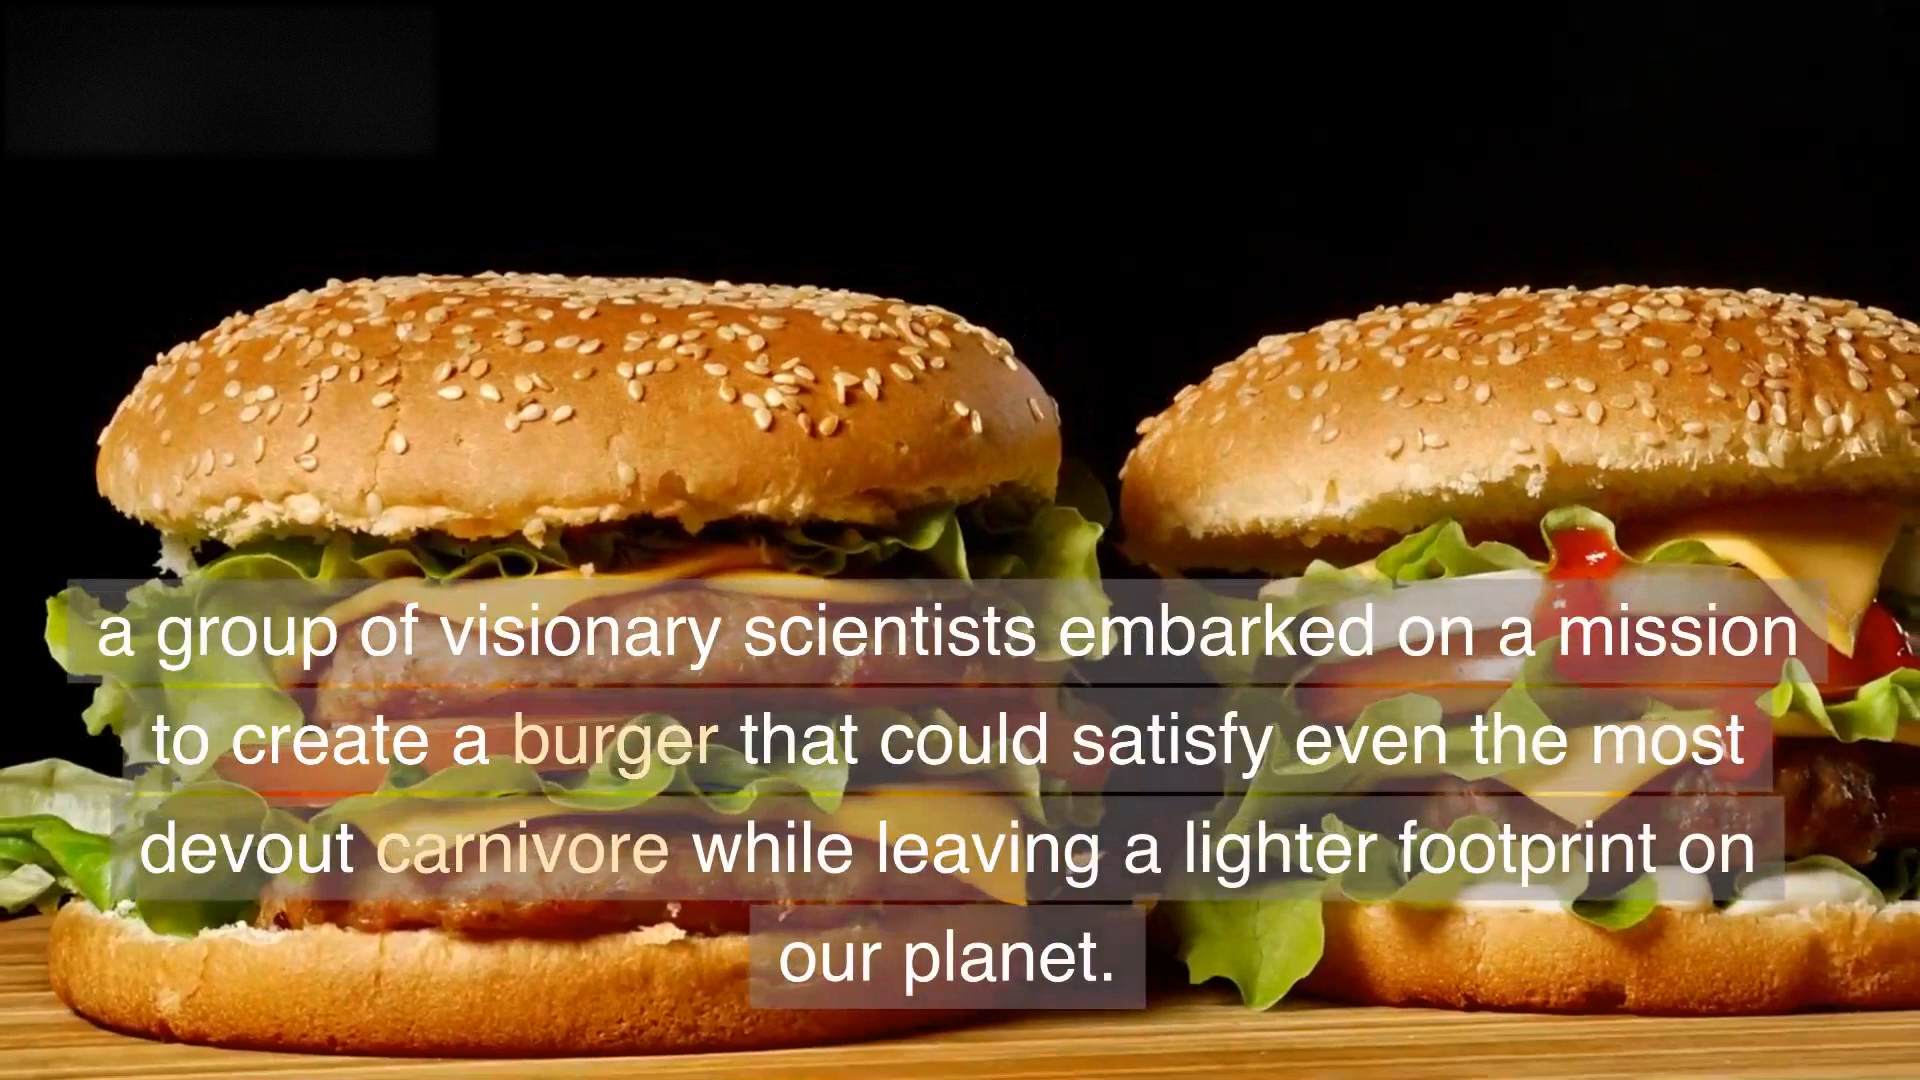 a group of visionary scientists embarked on a mission
to create a burger that could satisfy even the most
devout carnivore while leaving a lighter footprint on
our planet.